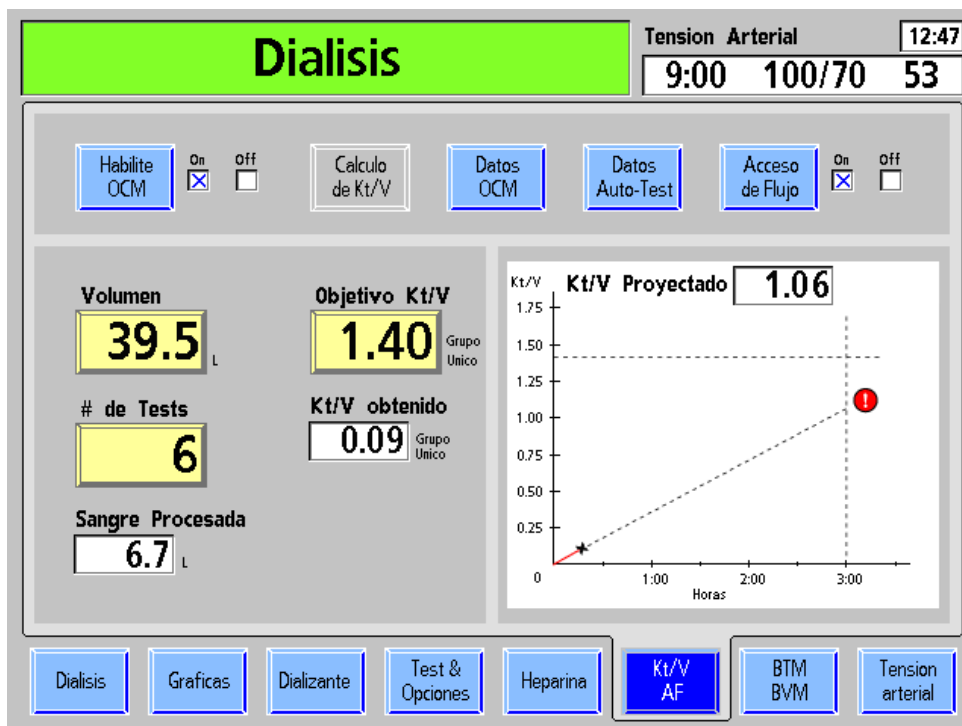 Dialisis
Tension Arterial 12:47
9:00 100/70 53
Habilite
OCM
On Off
Calculo
de Kt/V
Datos
OCM
Datos
Auto-Test
Acceso
de Flujo
On Off
Volumen
39.5 L
Objetivo Kt/V
1.40 Grupo
Unico
# de Tests
6
Kt/V obtenido
0.09 Grupo
Unico
Sangre Procesada
6.7 L
Kt/V Kt/V Proyectado 1.06
1.75
1.50
1.25
1.00
0.75
0.50
0.25
0 1:00 2:00 3:00
Horas
!
Dialisis
Graficas
Dializante
Test &
Opciones
Heparina
Kt/V
AF
BTM
BVM
Tension
arterial